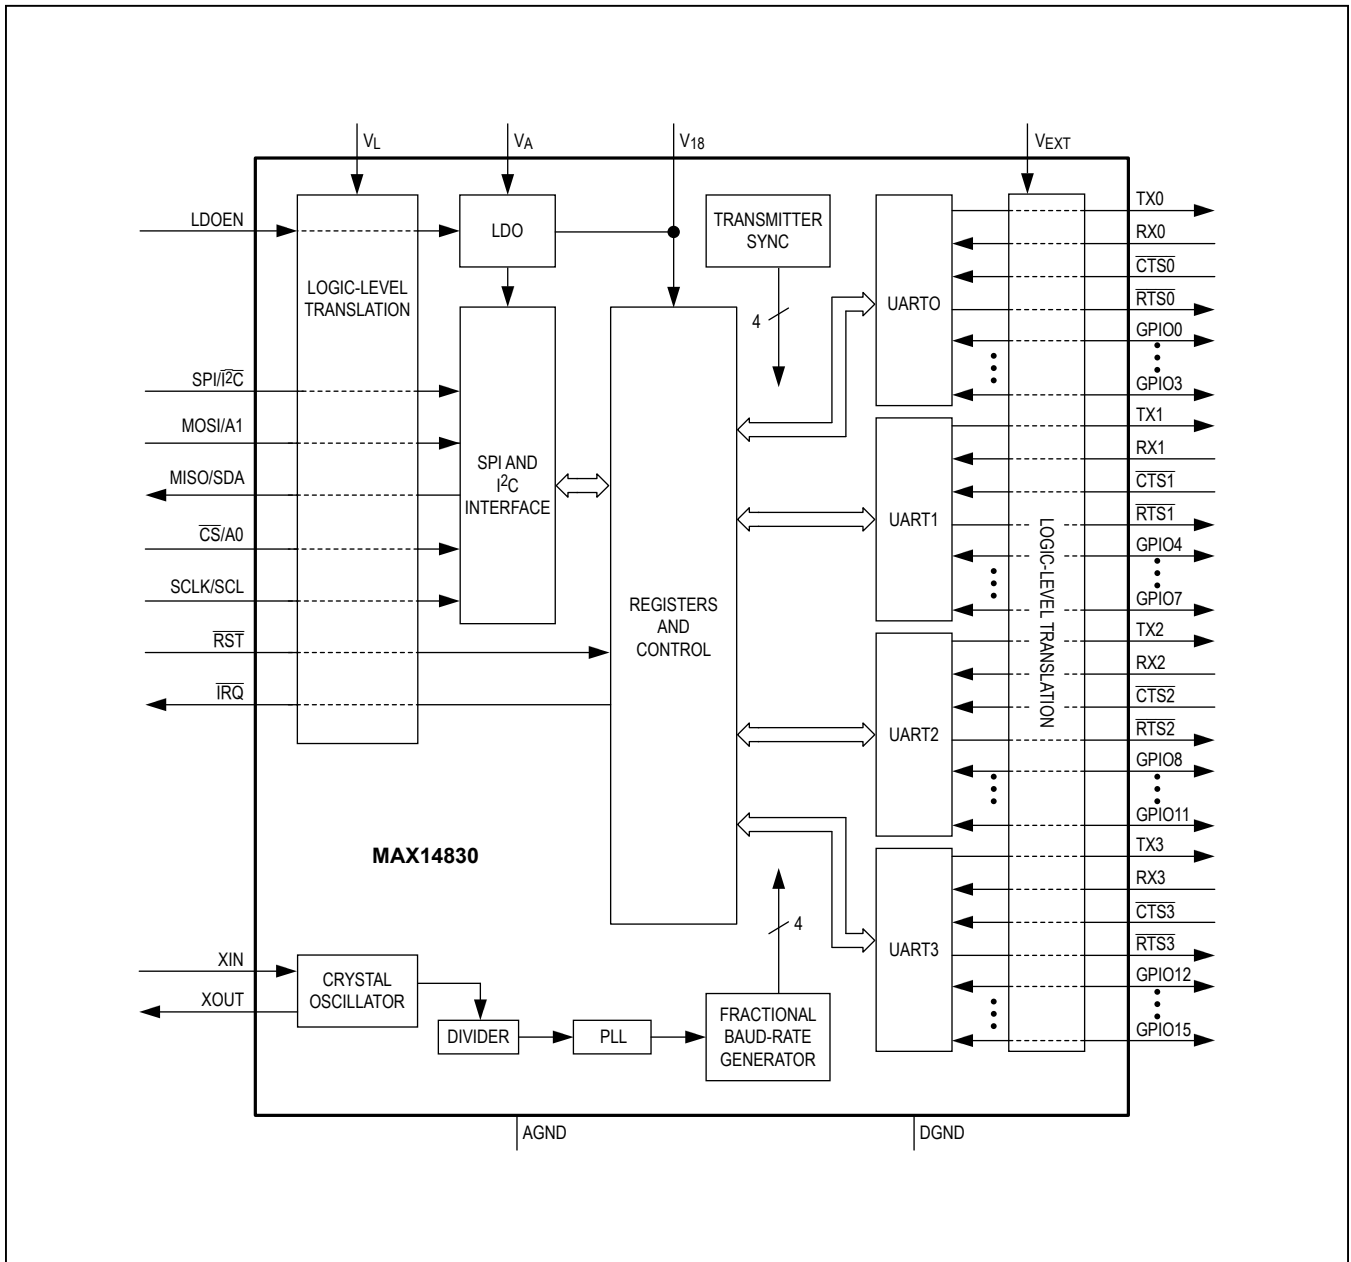 VL
VA
V18
VEXT
LDOEN
LOGIC-LEVEL
TRANSLATION
LDO
TRANSMITTER
SYNC
4
SPI/I2C
MOSI/A1
MISO/SDA
CS/A0
SCLK/SCL
RST
IRQ
SPI AND
I2C
INTERFACE
REGISTERS
AND
CONTROL
UART0
UART1
UART2
UART3
LOGIC-LEVEL TRANSLATION
TX0
RX0
CTS0
RTS0
GPIO0
GPIO3
TX1
RX1
CTS1
RTS1
GPIO4
GPIO7
TX2
RX2
CTS2
RTS2
GPIO8
GPIO11
TX3
RX3
CTS3
RTS3
GPIO12
GPIO15
MAX14830
4
XIN
XOUT
CRYSTAL
OSCILLATOR
DIVIDER
PLL
FRACTIONAL
BAUD-RATE
GENERATOR
AGND
DGND